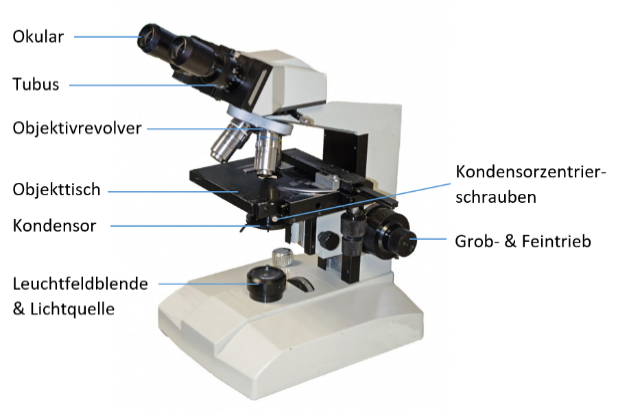 Okular
Tubus
Objektivrevolver
Objekttisch
Kondensor
Leuchtfeldblende
& Lichtquelle
Kondensorzentrier-
schrauben
Grob- & Feintrieb